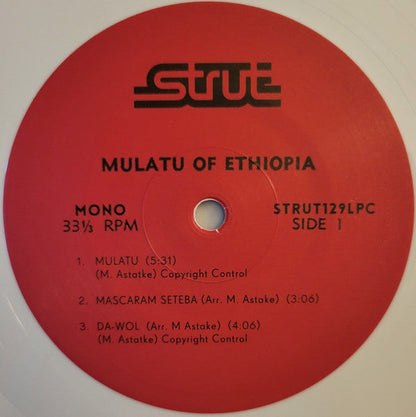 strut
MULATU OF ETHIOPIA
MONO
33⅓ RPM
STRUT129LPC
SIDE 1
1. MULATU (5:31)
(M. Astatke) Copyright Control
2. MASCARAM SETEBA (Arr. M. Astake) (3:06)
3. DA-WOL (Arr. M Astake) (4:06)
(M. Astatke) Copyright Control